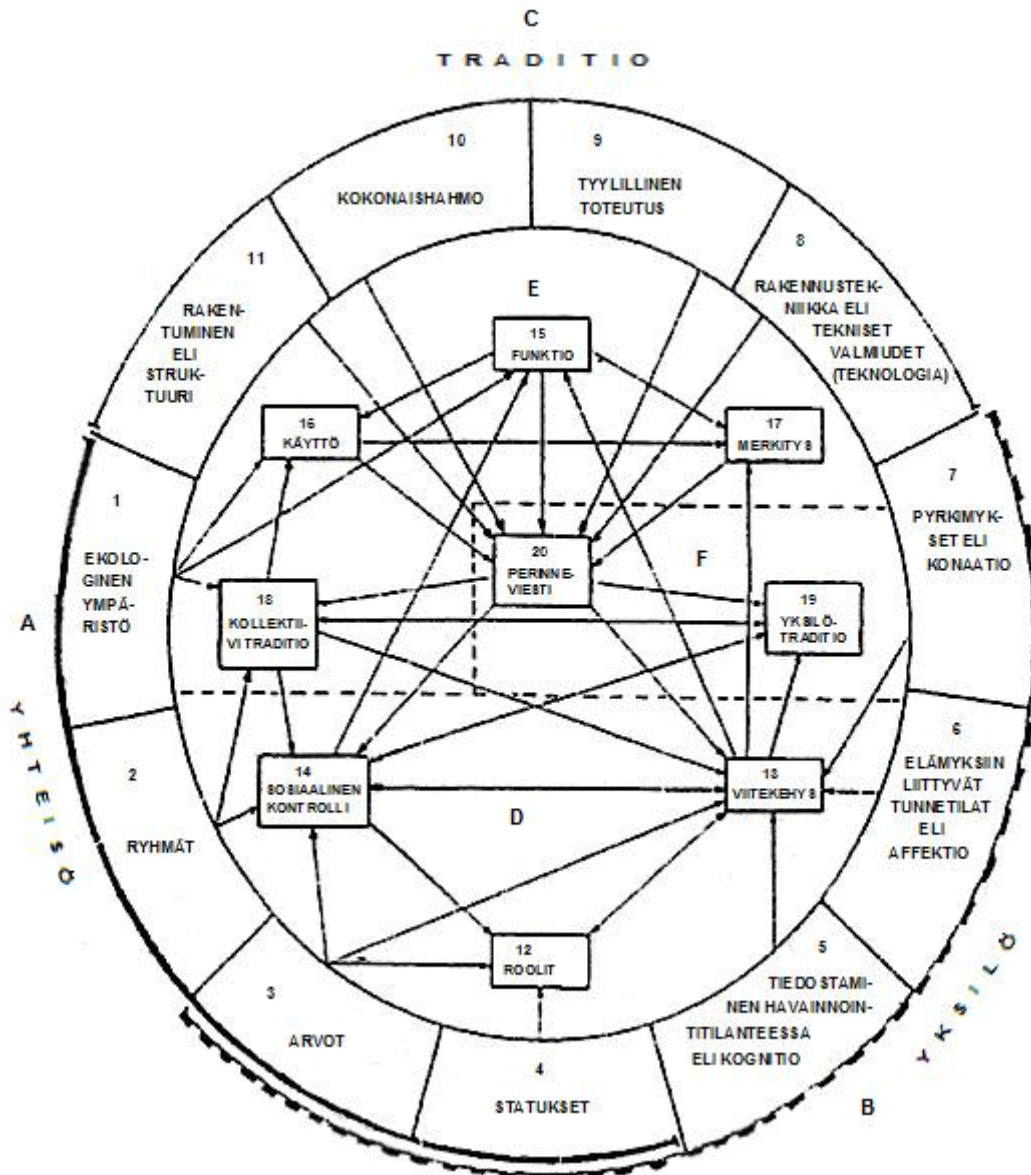 C
TRADITIO
10
KOKONAISHAHMO
9
TYYLILLINEN
TOTEUTUS
11
RAKEN-
TUMINEN
ELI
STRUK-
TUURI
8
RAKENNUSTEK-
NIIKKA ELI
TEKNISET
VALMIUDET
(TEKNOLOGIA)
E
15
FUNKTIO
16
KÄYTTÖ
17
MERKITYS
1
EKOLO-
GINEN
YMPÄ-
RISTÖ
7
PYRKIMYK-
SET ELI
KONAATIO
20
PERINNE-
VIESTI
F
18
KOLLEKTII-
VI TRADITIO
19
YKSILÖ-
TRADITIO
A
YHTEISÖ
2
RYHMÄT
14
SOSIAALINEN
KONTROLLI
D
13
VIITEKEHYS
6
ELÄMYKSIIN
LIITTYVÄT
TUNNETILAT
ELI
AFFEKTIO
12
ROOLIT
3
ARVOT
4
STATUKSET
5
TIEDOSTAMI-
NEN HAVAINNOIN-
TITILANTEESSA
ELI KOGNITIO
B
YKSILÖ